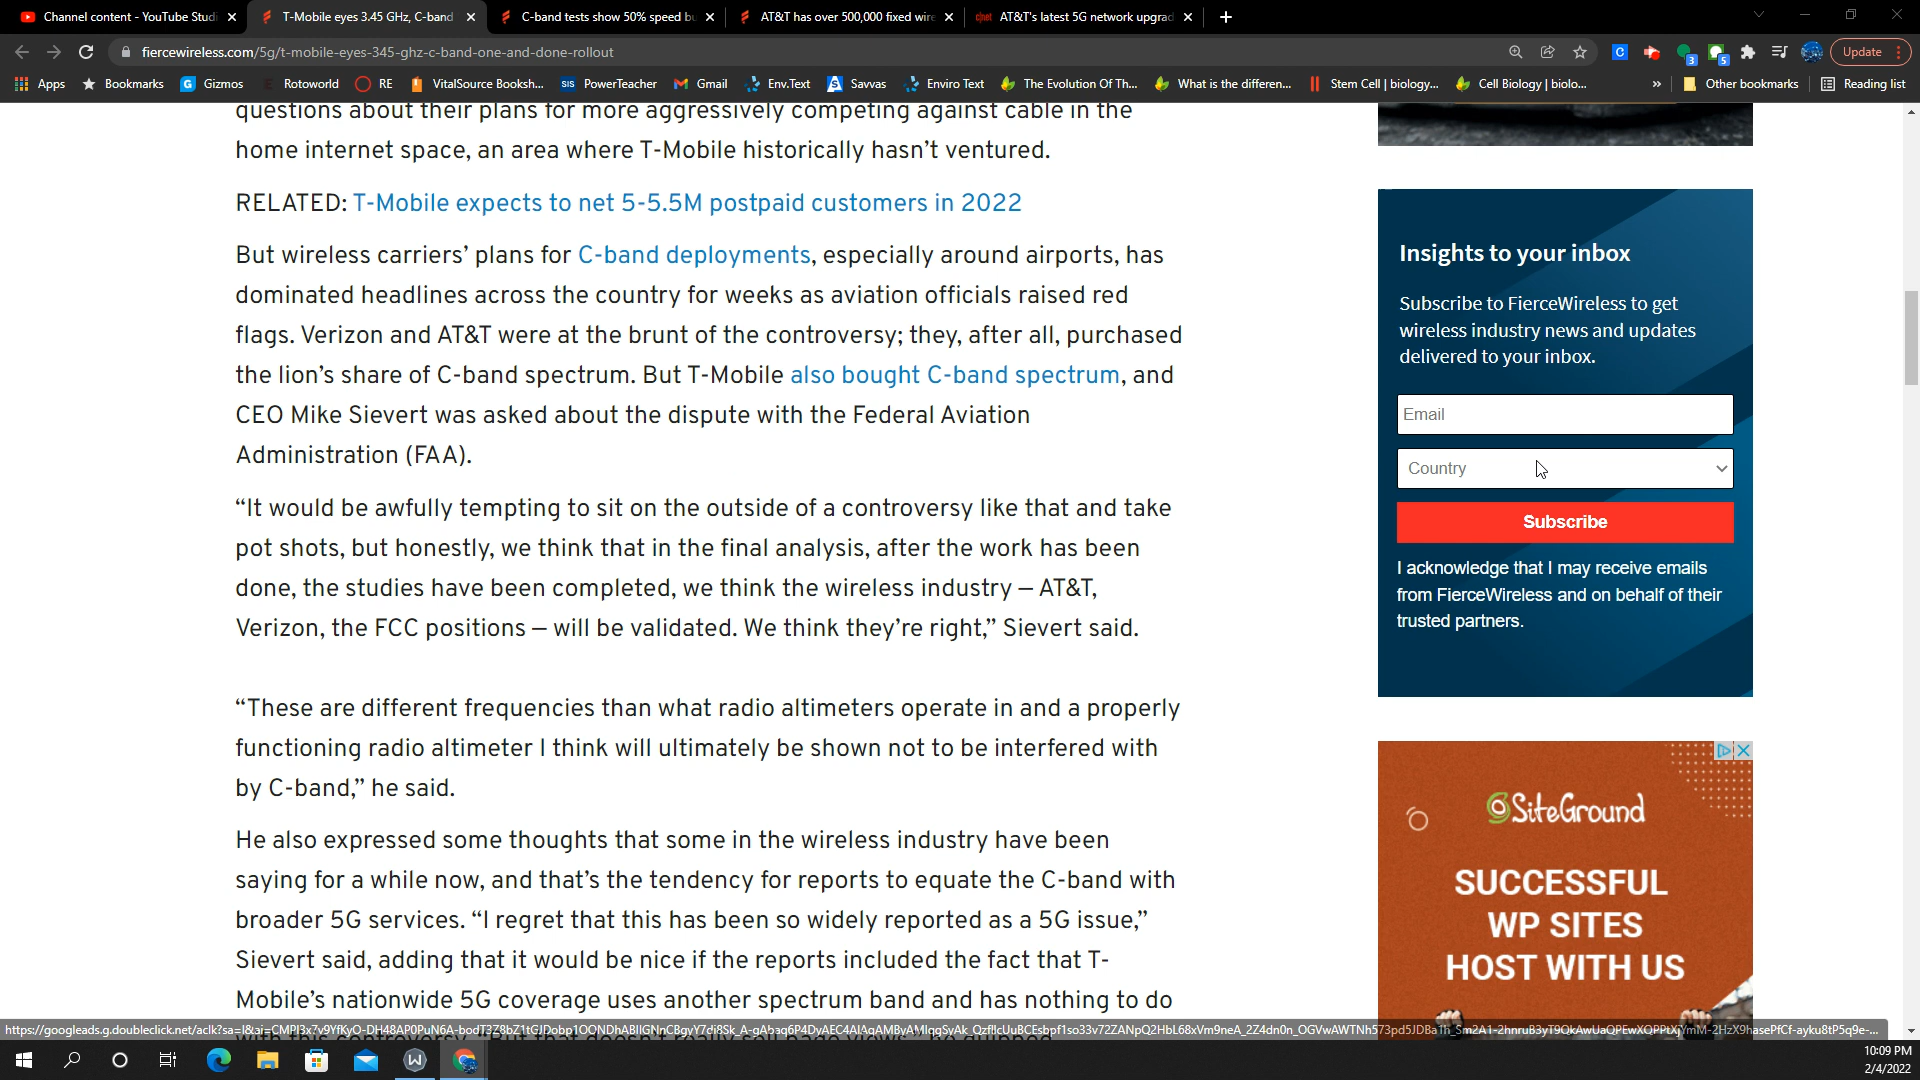 Channel content - YouTube Studi
T-Mobile eyes 3.45 GHz, C-band
C-band tests show 50% speed bu
AT&T has over 500,000 fixed wire
c|net AT&T's latest 5G network upgrad
fiercewireless.com/5g/t-mobile-eyes-345-ghz-c-band-one-and-done-rollout
Update
Apps Bookmarks Gizmos Rotoworld RE VitalSource Booksh... SIS PowerTeacher Gmail Env.Text Savvas Enviro Text The Evolution Of Th... What is the differen... Stem Cell | biology... Cell Biology | biolo... » Other bookmarks Reading list
questions about their plans for more aggressively competing against cable in the
home internet space, an area where T-Mobile historically hasn’t ventured.
RELATED: T-Mobile expects to net 5-5.5M postpaid customers in 2022
But wireless carriers’ plans for C-band deployments, especially around airports, has
dominated headlines across the country for weeks as aviation officials raised red
flags. Verizon and AT&T were at the brunt of the controversy; they, after all, purchased
the lion’s share of C-band spectrum. But T-Mobile also bought C-band spectrum, and
CEO Mike Sievert was asked about the dispute with the Federal Aviation
Administration (FAA).
“It would be awfully tempting to sit on the outside of a controversy like that and take
pot shots, but honestly, we think that in the final analysis, after the work has been
done, the studies have been completed, we think the wireless industry — AT&T,
Verizon, the FCC positions — will be validated. We think they’re right,” Sievert said.
“These are different frequencies than what radio altimeters operate in and a properly
functioning radio altimeter I think will ultimately be shown not to be interfered with
by C-band,” he said.
He also expressed some thoughts that some in the wireless industry have been
saying for a while now, and that’s the tendency for reports to equate the C-band with
broader 5G services. “I regret that this has been so widely reported as a 5G issue,”
Sievert said, adding that it would be nice if the reports included the fact that T-
Mobile’s nationwide 5G coverage uses another spectrum band and has nothing to do
Insights to your inbox
Subscribe to FierceWireless to get
wireless industry news and updates
delivered to your inbox.
Email
Country
Subscribe
I acknowledge that I may receive emails
from FierceWireless and on behalf of their
trusted partners.
SiteGround
SUCCESSFUL
WP SITES
HOST WITH US
10:09 PM
2/4/2022